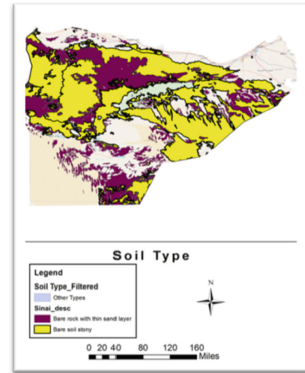 Soil Type
Legend
Soil Type_Filtered
Other Types
Sinai_desc
Bare rock with thin sand layer
Bare soil stony
N
0 20 40 80 120 160
Miles